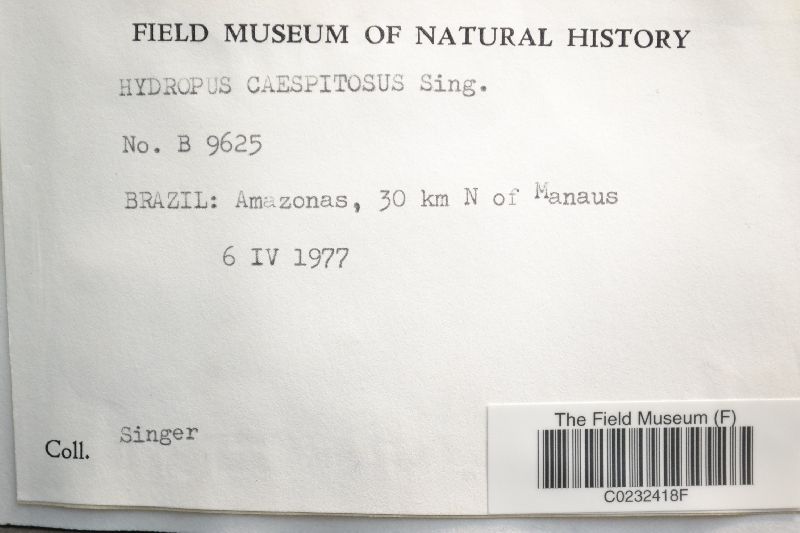 FIELD MUSEUM OF NATURAL HISTORY
HYDROPUS CAESPITOSUS Sing.
No. B 9625
BRAZIL: Amazonas, 30 km N of Manaus
6 IV 1977
Coll. Singer
The Field Museum (F)
C0232418F